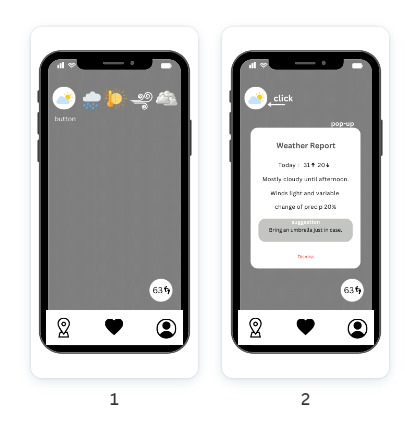 button
63
1
click
pop-up
Weather Report
Today : 31 20
Mostly cloudy until afternoon.
Winds light and variable
change of precip 20%
suggestion
Bring an umbrella just in case.
Dismiss
63
2